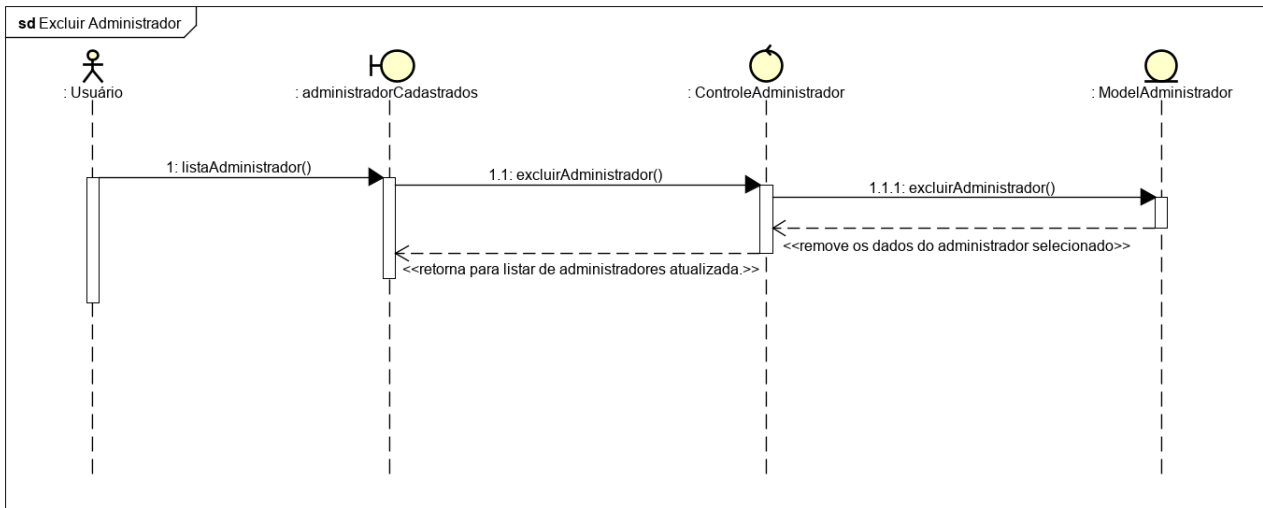 sd Excluir Administrador
: Usuário
: administradorCadastrados
: ControleAdministrador
: ModelAdministrador
1: listaAdministrador()
1.1: excluirAdministrador()
1.1.1: excluirAdministrador()
<<remove os dados do administrador selecionado>>
<<retorna para listar de administradores atualizada.>>